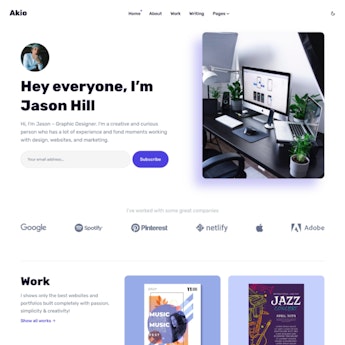 Akio
Home About Work Writing Pages
Hey everyone, I'm
Jason Hill
Hi, I'm Jason – Graphic Designer. I'm a creative and curious
person who has a lot of experience and fond moments working
with design, websites, and marketing.
Your email address...
Subscribe
I've worked with some great companies
Google Spotify Pinterest netlify Adobe
Work
I shows only the best websites and
portfolios built completely with passion,
simplicity & creativity!
Show all works
MUSIC
MUSIC
JAZZ